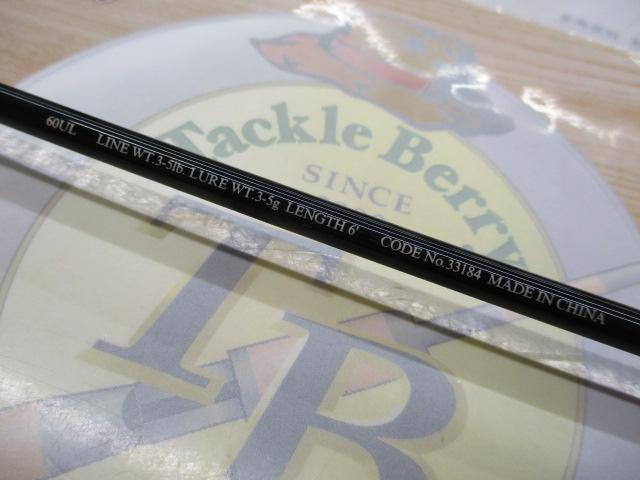 60UL LINE WT.3-5lb. LURE WT.3-5g LENGTH 6' CODE No.33184 MADE IN CHINA
Tackle Berry
SINCE
TB